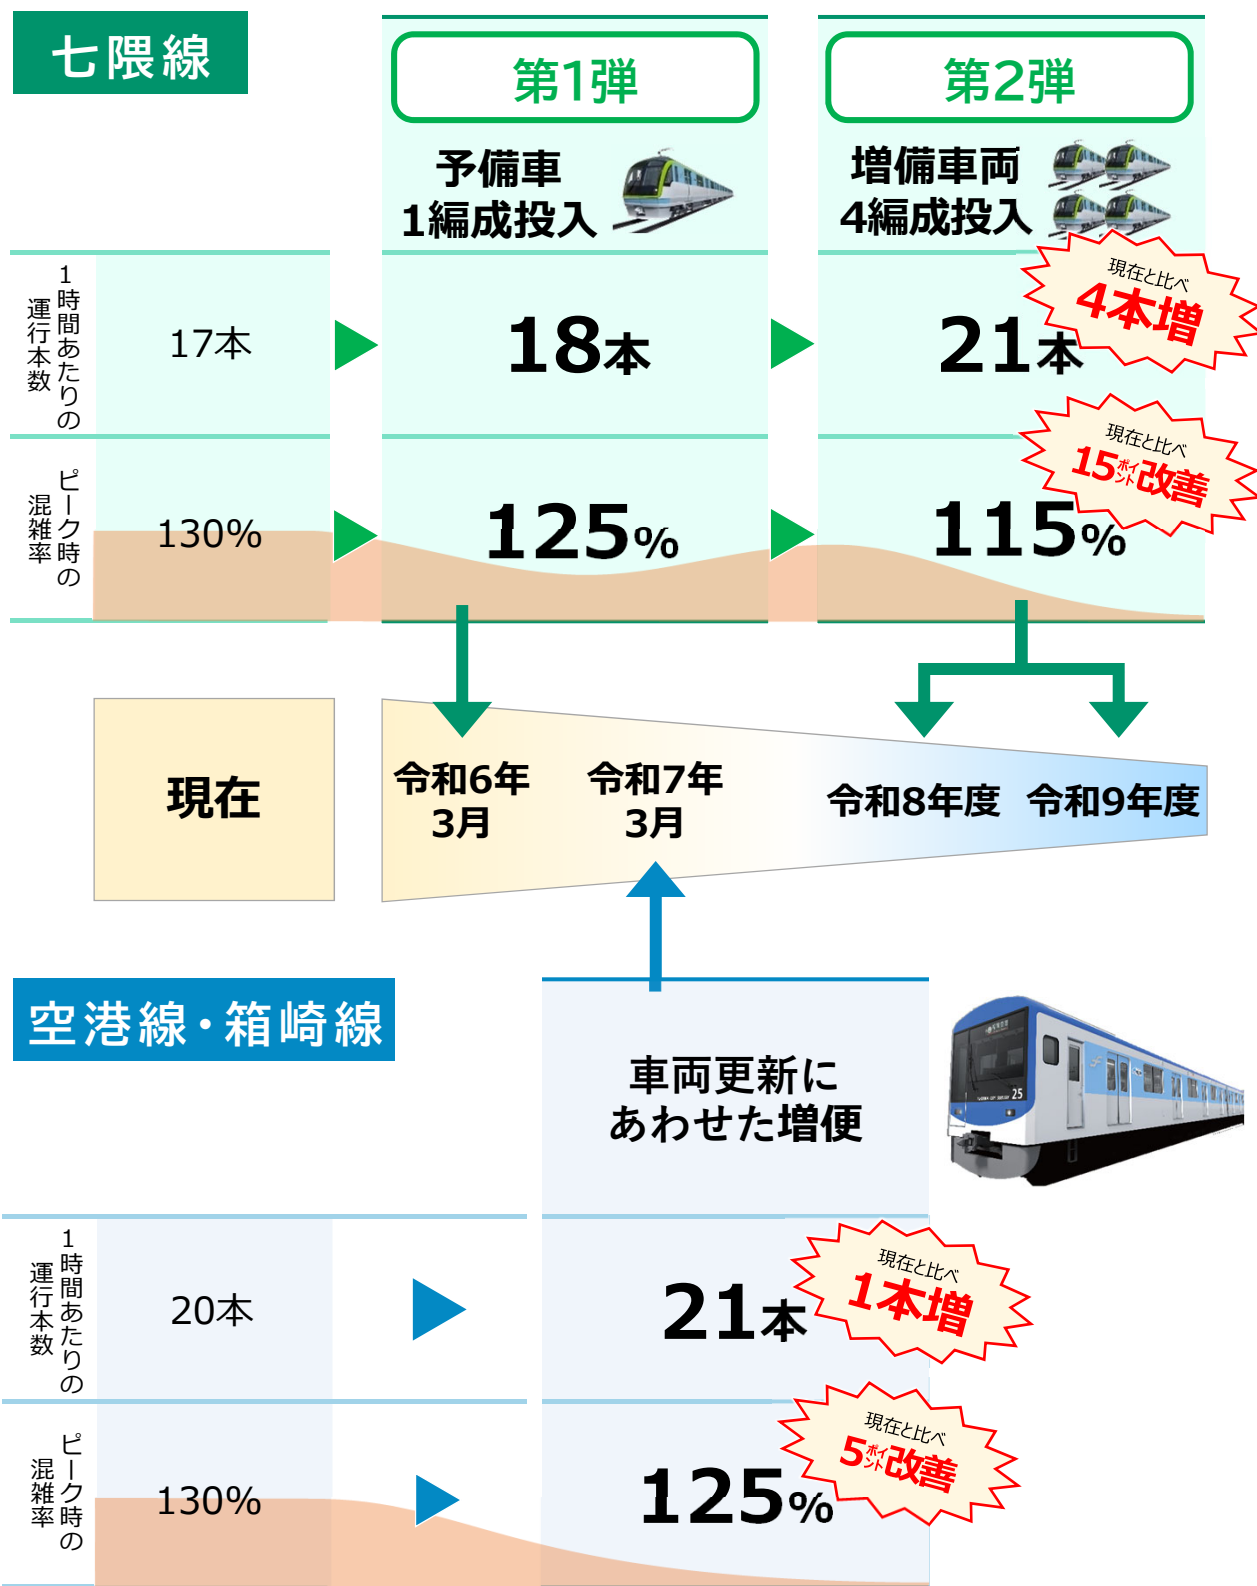 七隈線
第1弾
第2弾
予備車
1編成投入
増備車両
4編成投入
1時間あたりの
運行本数
17本
18本
21本
現在と比べ
4本増
ピーク時の
混雑率
130%
125%
115%
現在と比べ
15ポイント改善
現在
令和6年
3月
令和7年
3月
令和8年度
令和9年度
空港線・箱崎線
車両更新に
あわせた増便
25
1時間あたりの
運行本数
20本
21本
現在と比べ
1本増
ピーク時の
混雑率
130%
125%
現在と比べ
5ポイント改善